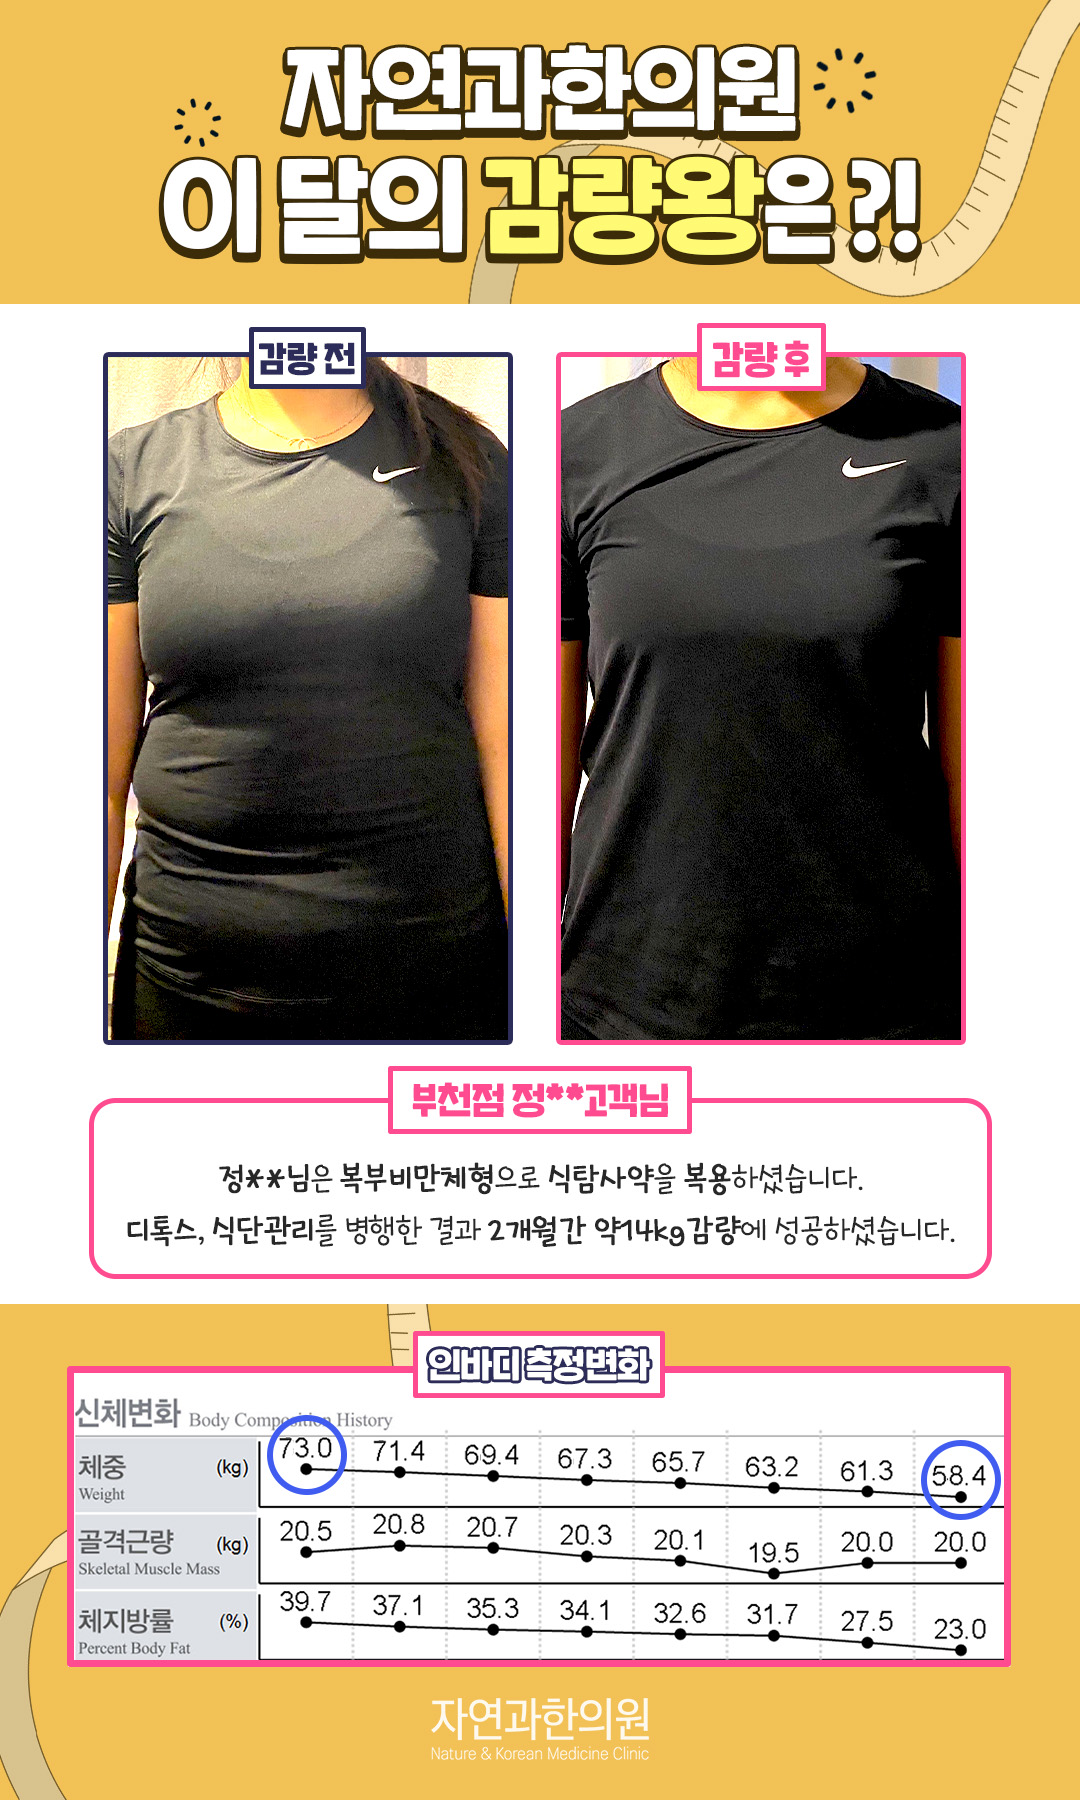 자연과한의원
이 달의 감량왕은?!
감량 전
감량 후
부천점 정**고객님
정**님은 복부비만체형으로 식탐사약을 복용하셨습니다.
디톡스, 식단관리를 병행한 결과 2개월간 약14kg감량에 성공하셨습니다.
인바디 측정변화
신체변화 Body Composition History
체중 (kg) 73.0 71.4 69.4 67.3 65.7 63.2 61.3 58.4
Weight
골격근량 (kg) 20.5 20.8 20.7 20.3 20.1 19.5 20.0 20.0
Skeletal Muscle Mass
체지방률 (%) 39.7 37.1 35.3 34.1 32.6 31.7 27.5 23.0
Percent Body Fat
자연과한의원
Nature & Korean Medicine Clinic